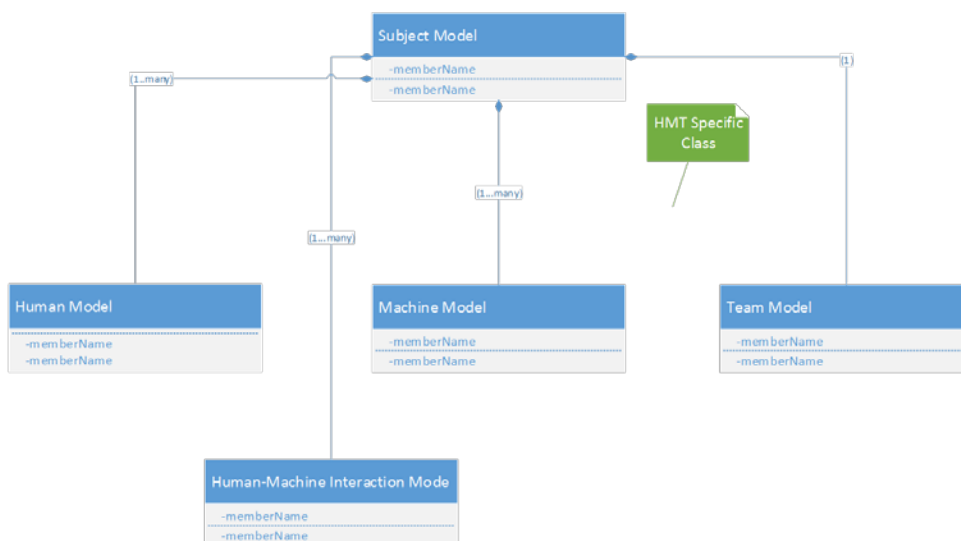 Subject Model
-memberName
-memberName
(1...many)
(1)
HMT Specific
Class
(1...many)
(1...many)
Human Model
-memberName
-memberName
Machine Model
-memberName
-memberName
Team Model
-memberName
-memberName
Human-Machine Interaction Mode
-memberName
-memberName